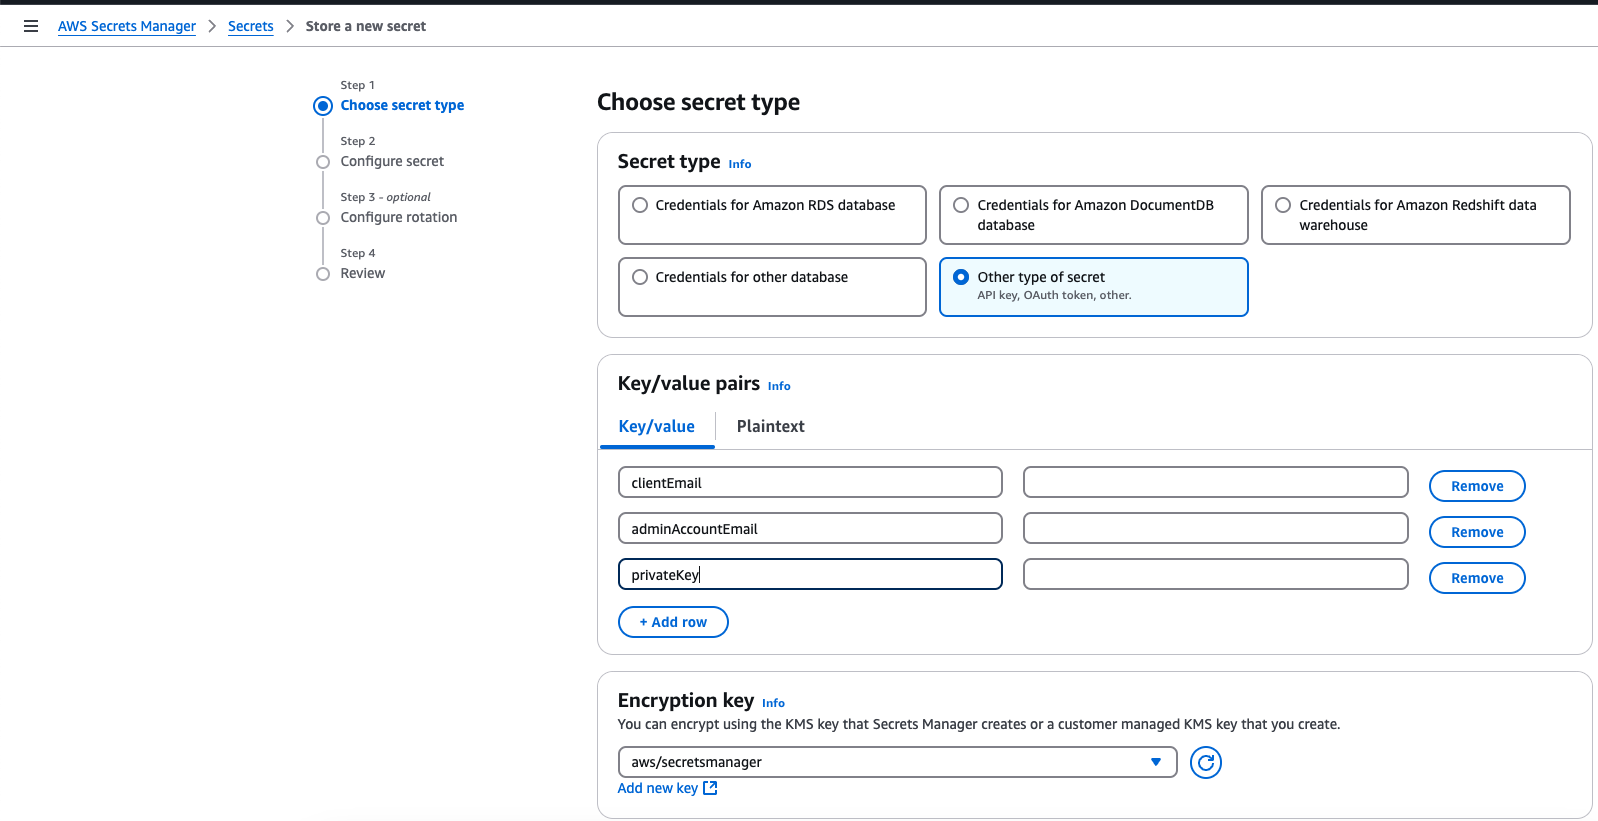 AWS Secrets Manager > Secrets > Store a new secret
Step 1
Choose secret type
Step 2
Configure secret
Step 3 - optional
Configure rotation
Step 4
Review
Choose secret type
Secret type Info
Credentials for Amazon RDS database
Credentials for Amazon DocumentDB
database
Credentials for Amazon Redshift data
warehouse
Credentials for other database
Other type of secret
API key, OAuth token, other.
Key/value pairs Info
Key/value Plaintext
clientEmail Remove
adminAccountEmail Remove
privateKey Remove
+ Add row
Encryption key Info
You can encrypt using the KMS key that Secrets Manager creates or a customer managed KMS key that you create.
aws/secretsmanager
Add new key